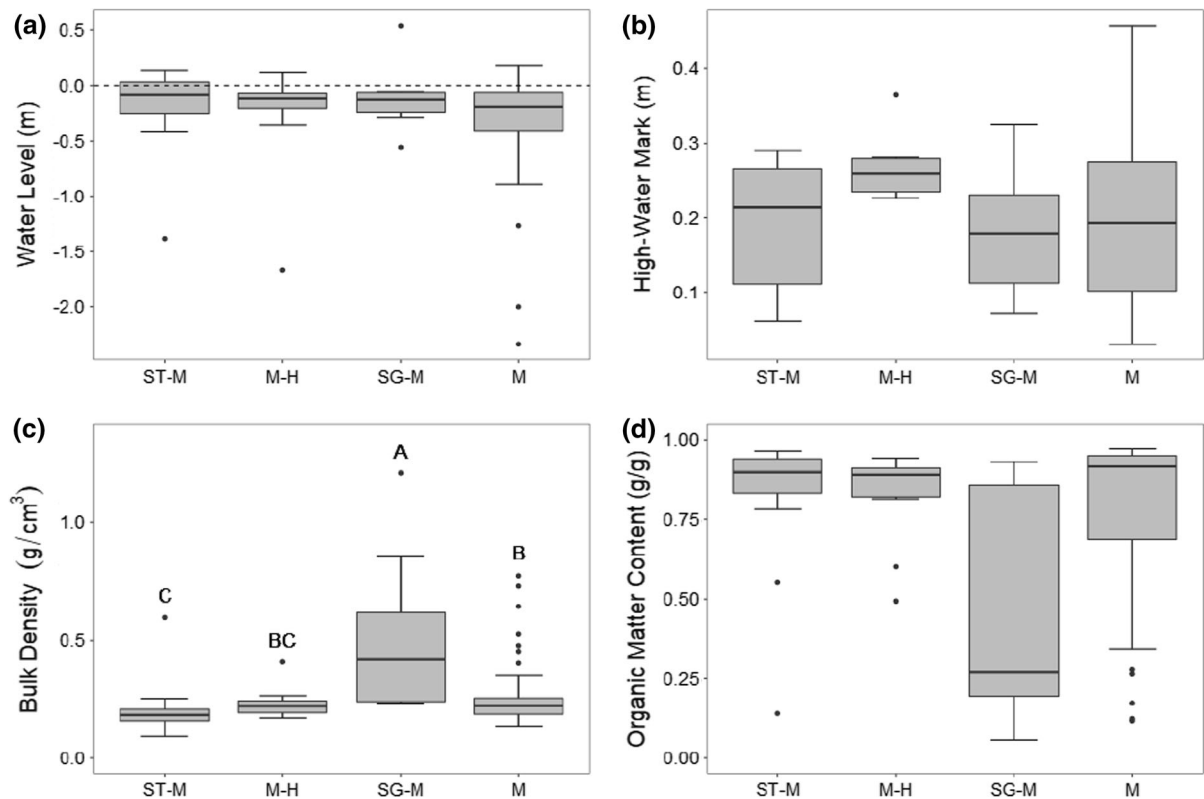 (a)
Water Level (m)
0.5
0.0
-0.5
-1.0
-1.5
-2.0
ST-M M-H SG-M M
(b)
High-Water Mark (m)
0.4
0.3
0.2
0.1
ST-M M-H SG-M M
(c)
Bulk Density (g/cm³)
1.0
0.5
0.0
C BC A B
ST-M M-H SG-M M
(d)
Organic Matter Content (g/g)
1.00
0.75
0.50
0.25
0.00
ST-M M-H SG-M M